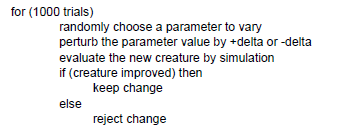 for (1000 trials)
randomly choose a parameter to vary
perturb the parameter value by +delta or -delta
evaluate the new creature by simulation
if (creature improved) then
keep change
else
reject change